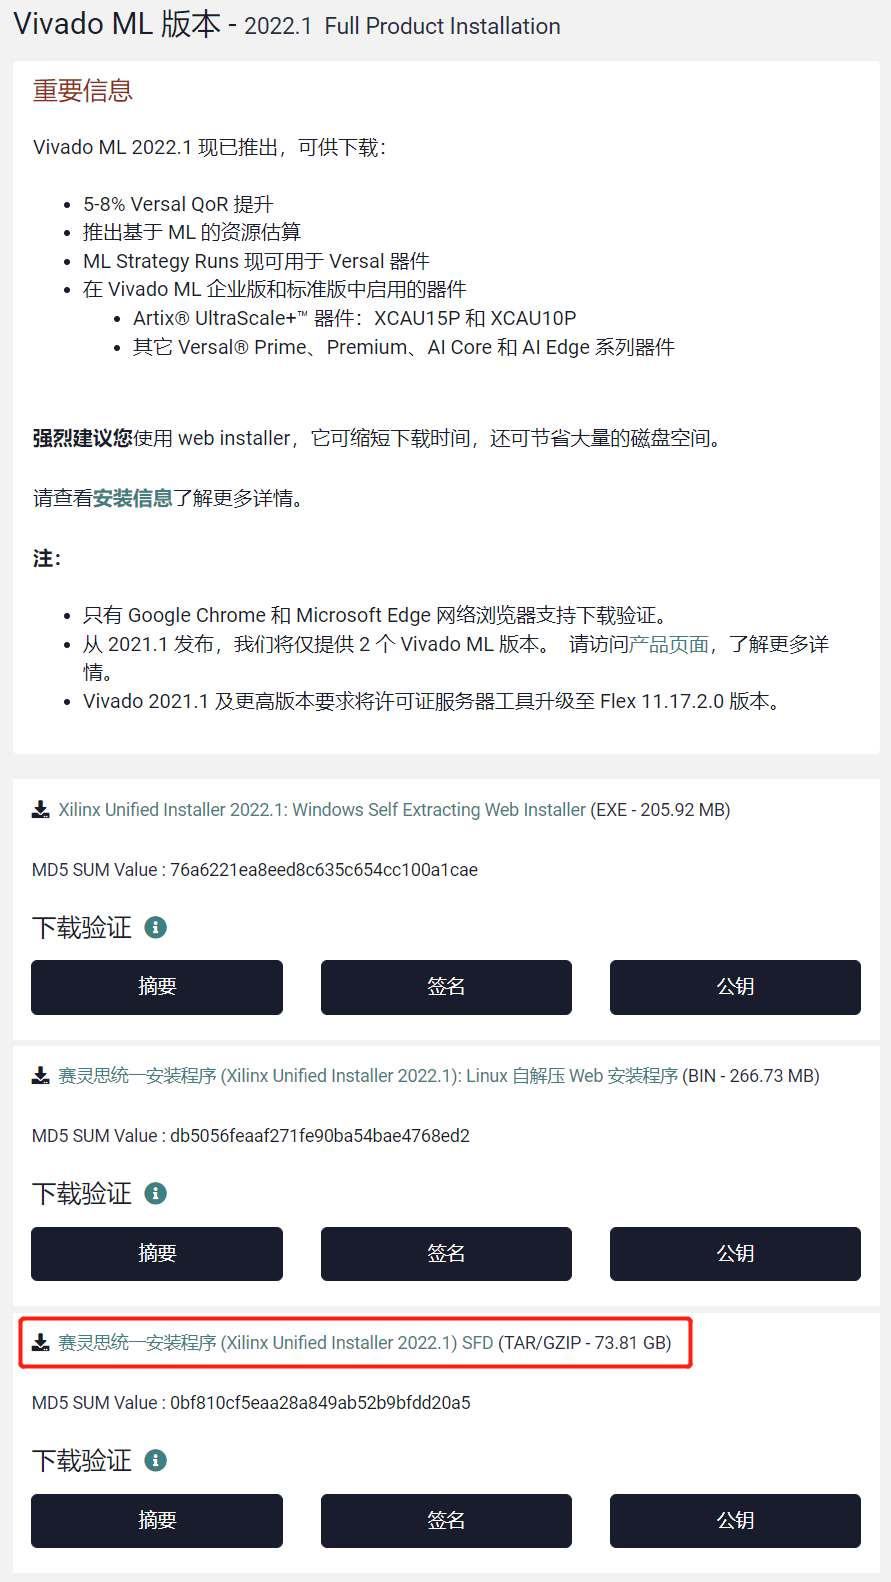 Vivado ML 版本 - 2022.1 Full Product Installation
重要信息
Vivado ML 2022.1 现已推出，可供下载：
5-8% Versal QoR 提升
推出基于 ML 的资源估算
ML Strategy Runs 现可用于 Versal 器件
在 Vivado ML 企业版和标准版中启用的器件
Artix® UltraScale+™ 器件：XCAU15P 和 XCAU10P
其它 Versal® Prime、Premium、AI Core 和 AI Edge 系列器件
强烈建议您使用 web installer，它可缩短下载时间，还可节省大量的磁盘空间。
请查看安装信息了解更多详情。
注：
只有 Google Chrome 和 Microsoft Edge 网络浏览器支持下载验证。
从 2021.1 发布，我们将仅提供 2 个 Vivado ML 版本。 请访问产品页面，了解更多详
情。
Vivado 2021.1 及更高版本要求将许可证服务器工具升级至 Flex 11.17.2.0 版本。
Xilinx Unified Installer 2022.1: Windows Self Extracting Web Installer (EXE - 205.92 MB)
MD5 SUM Value : 76a6221ea8eed8c635c654cc100a1cae
下载验证
摘要 签名 公钥
赛灵思统一安装程序 (Xilinx Unified Installer 2022.1): Linux 自解压 Web 安装程序 (BIN - 266.73 MB)
MD5 SUM Value : db5056feaaf271fe90ba54bae4768ed2
下载验证
摘要 签名 公钥
赛灵思统一安装程序 (Xilinx Unified Installer 2022.1) SFD (TAR/GZIP - 73.81 GB)
MD5 SUM Value : 0bf810cf5eaa28a849ab52b9bfdd20a5
下载验证
摘要 签名 公钥